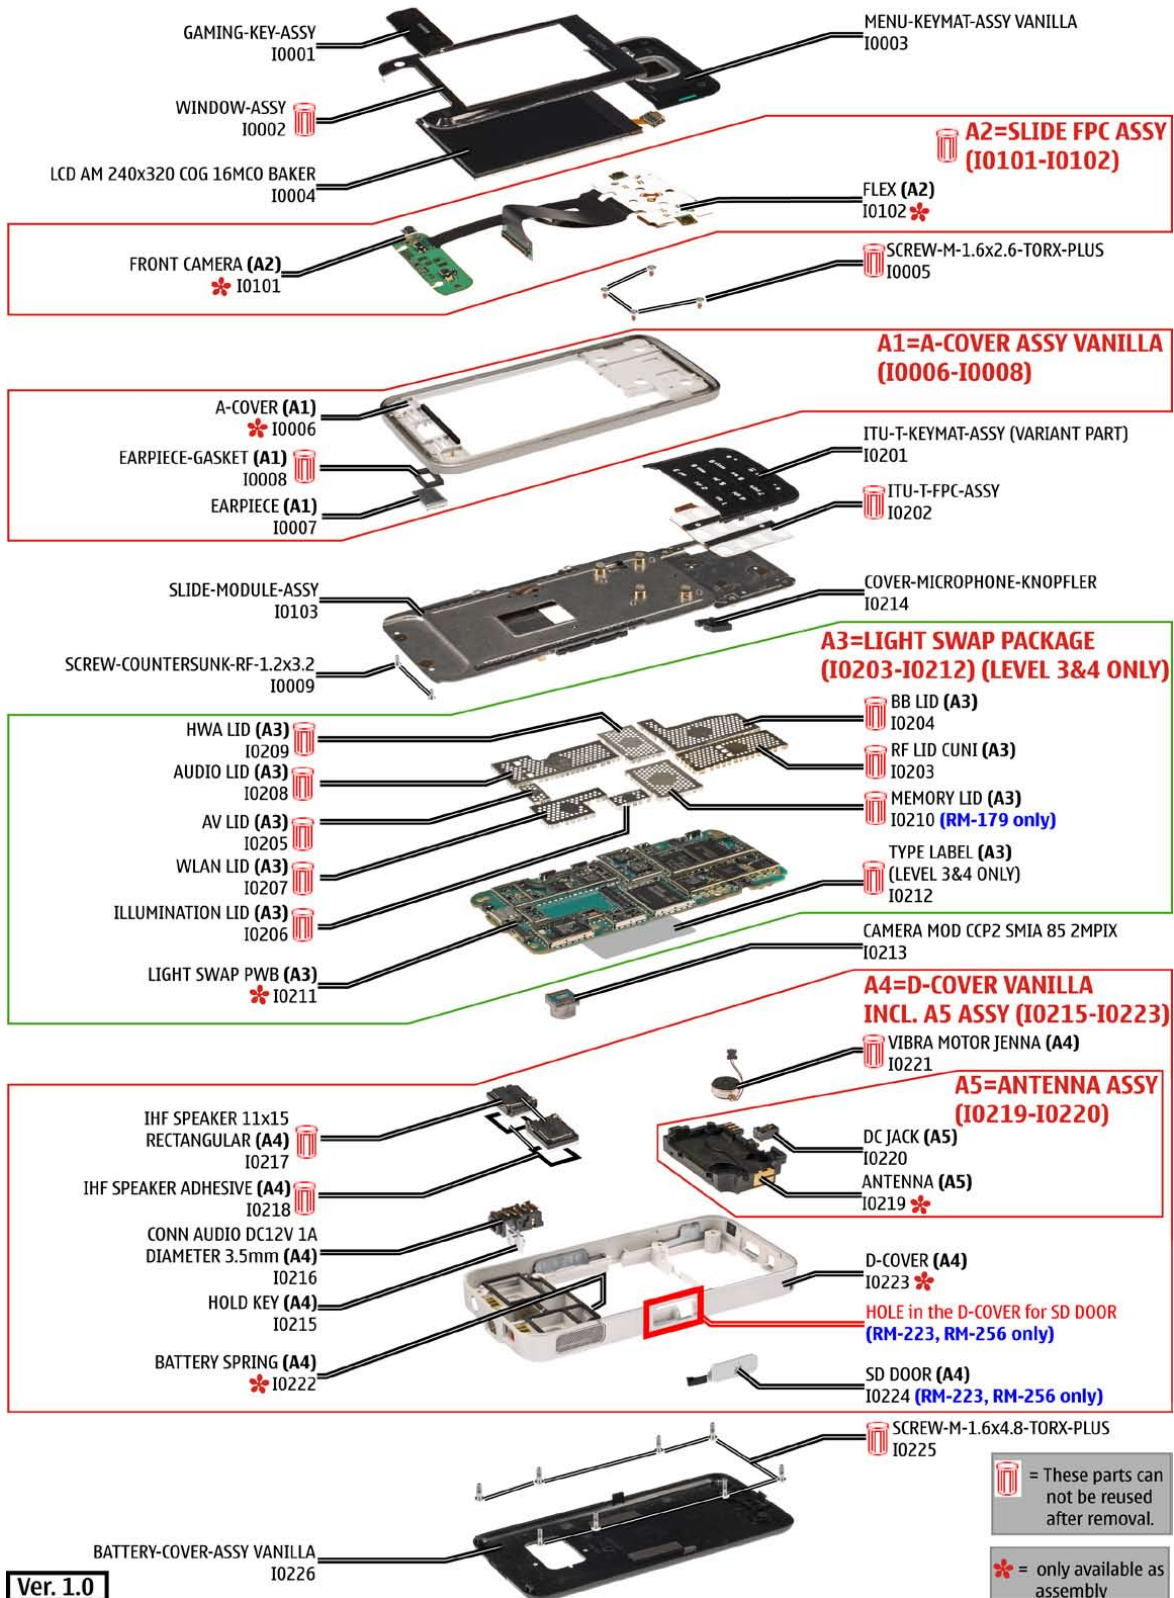 GAMING-KEY-ASSY
I0001
MENU-KEYMAT-ASSY VANILLA
I0003
WINDOW-ASSY
I0002
A2=SLIDE FPC ASSY
(I0101-I0102)
LCD AM 240x320 COG 16MCO BAKER
I0004
FLEX (A2)
I0102
FRONT CAMERA (A2)
I0101
SCREW-M-1.6x2.6-TORX-PLUS
I0005
A1=A-COVER ASSY VANILLA
(I0006-I0008)
A-COVER (A1)
I0006
EARPIECE-GASKET (A1)
I0008
EARPIECE (A1)
I0007
ITU-T-KEYMAT-ASSY (VARIANT PART)
I0201
ITU-T-FPC-ASSY
I0202
SLIDE-MODULE-ASSY
I0103
COVER-MICROPHONE-KNOPFLER
I0214
SCREW-COUNTERSUNK-RF-1.2x3.2
I0009
A3=LIGHT SWAP PACKAGE
(I0203-I0212) (LEVEL 3&4 ONLY)
HWA LID (A3)
I0209
AUDIO LID (A3)
I0208
AV LID (A3)
I0205
WLAN LID (A3)
I0207
ILLUMINATION LID (A3)
I0206
LIGHT SWAP PWB (A3)
I0211
BB LID (A3)
I0204
RF LID CUNI (A3)
I0203
MEMORY LID (A3)
I0210 (RM-179 only)
TYPE LABEL (A3)
(LEVEL 3&4 ONLY)
I0212
CAMERA MOD CCP2 SMIA 85 2MPIX
I0213
A4=D-COVER VANILLA
INCL. A5 ASSY (I0215-I0223)
VIBRA MOTOR JENNA (A4)
I0221
A5=ANTENNA ASSY
(I0219-I0220)
DC JACK (A5)
I0220
ANTENNA (A5)
I0219
IHF SPEAKER 11x15
RECTANGULAR (A4)
I0217
IHF SPEAKER ADHESIVE (A4)
I0218
CONN AUDIO DC12V 1A
DIAMETER 3.5mm (A4)
I0216
HOLD KEY (A4)
I0215
BATTERY SPRING (A4)
I0222
D-COVER (A4)
I0223
HOLE in the D-COVER for SD DOOR
(RM-223, RM-256 only)
SD DOOR (A4)
I0224 (RM-223, RM-256 only)
SCREW-M-1.6x4.8-TORX-PLUS
I0225
BATTERY-COVER-ASSY VANILLA
I0226
= These parts can
not be reused
after removal.
= only available as
assembly
Ver. 1.0